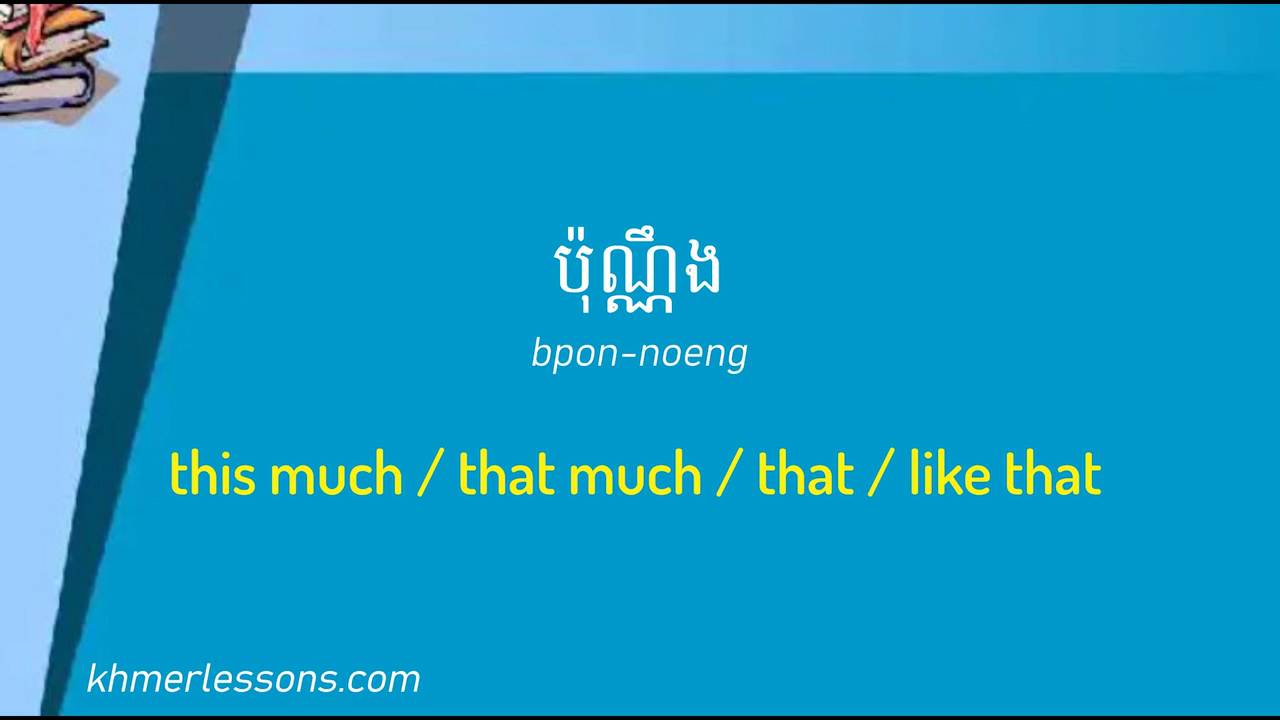 ប៉ុណ្ណឹង
bpon-noeng
this much / that much / that / like that
khmerlessons.com